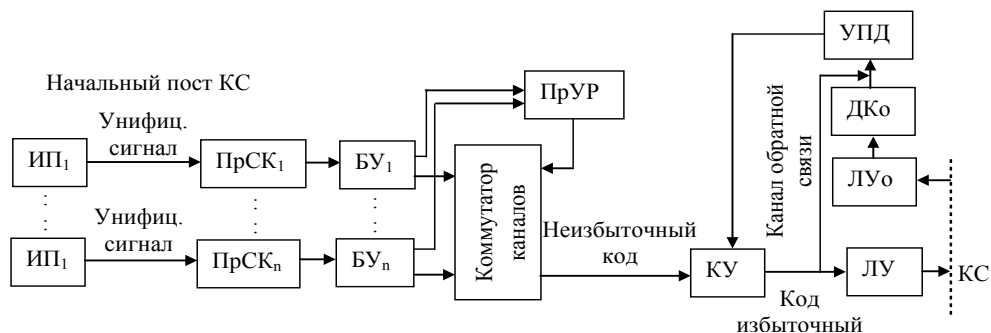 УПД
Начальный пост КС
ПрУР
ДКо
Унифиц.
сигнал
Канал обратной
связи
ИП1
ПрСК1
БУ1
ЛУо
Коммутатор
каналов
Унифиц.
сигнал
Неизбыточный
код
ИП1
ПрСКn
БУn
КУ
ЛУ
КС
Код
избыточный